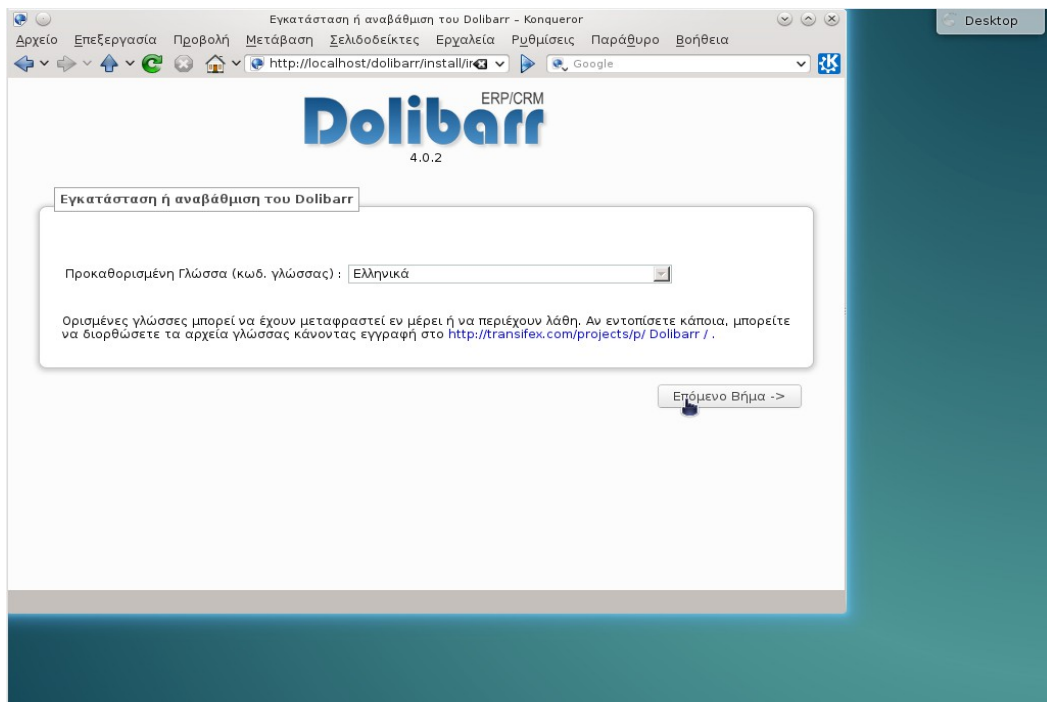 Εγκατάσταση ή αναβάθμιση του Dolibarr – Konqueror
Desktop
Αρχείο Επεξεργασία Προβολή Μετάβαση Σελιδοδείκτες Εργαλεία Ρυθμίσεις Παράθυρο Βοήθεια
http://localhost/dolibarr/install/ Google
ERP/CRM
Dolibarr
4.0.2
Εγκατάσταση ή αναβάθμιση του Dolibarr
Προκαθορισμένη Γλώσσα (κωδ. γλώσσας) : Ελληνικά
Ορισμένες γλώσσες μπορεί να έχουν μεταφραστεί εν μέρει ή να περιέχουν λάθη. Αν εντοπίσετε κάποια, μπορείτε
να διορθώσετε τα αρχεία γλώσσας κάνοντας εγγραφή στο http://transifex.com/projects/p/ Dolibarr / .
Επόμενο Βήμα ->